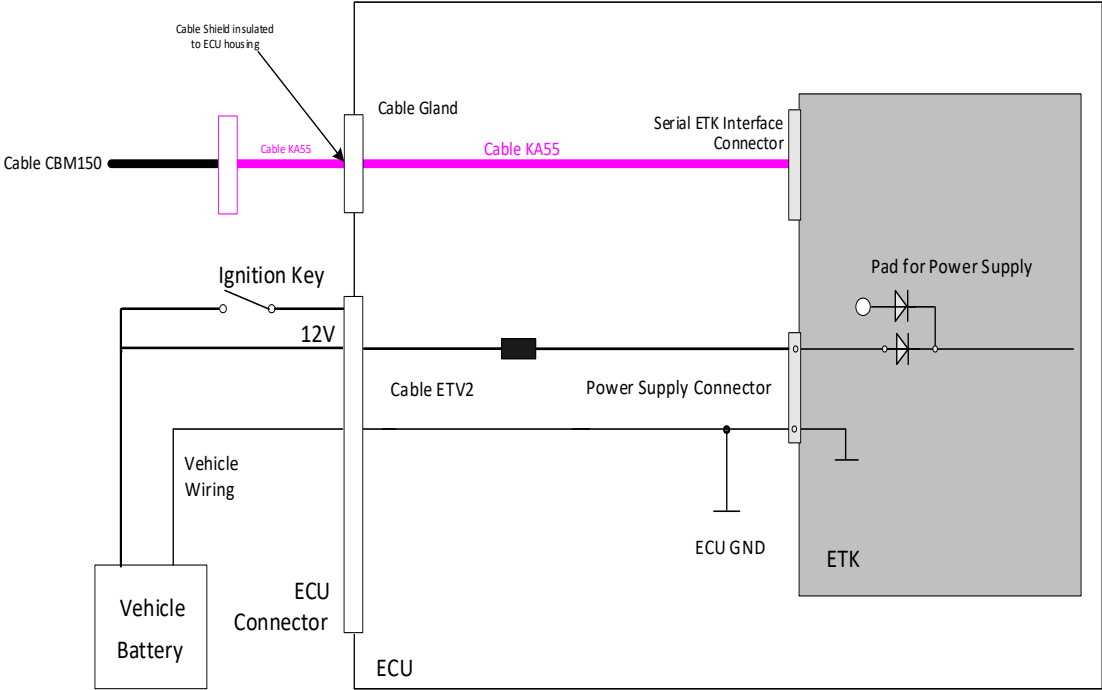 Cable Shield insulated
to ECU housing
Cable Gland
Serial ETK Interface
Connector
Cable CBM150
Cable KA55
Cable KA55
Ignition Key
Pad for Power Supply
12V
Cable ETV2
Power Supply Connector
Vehicle
Wiring
ECU GND
ETK
ECU
Connector
Vehicle
Battery
ECU